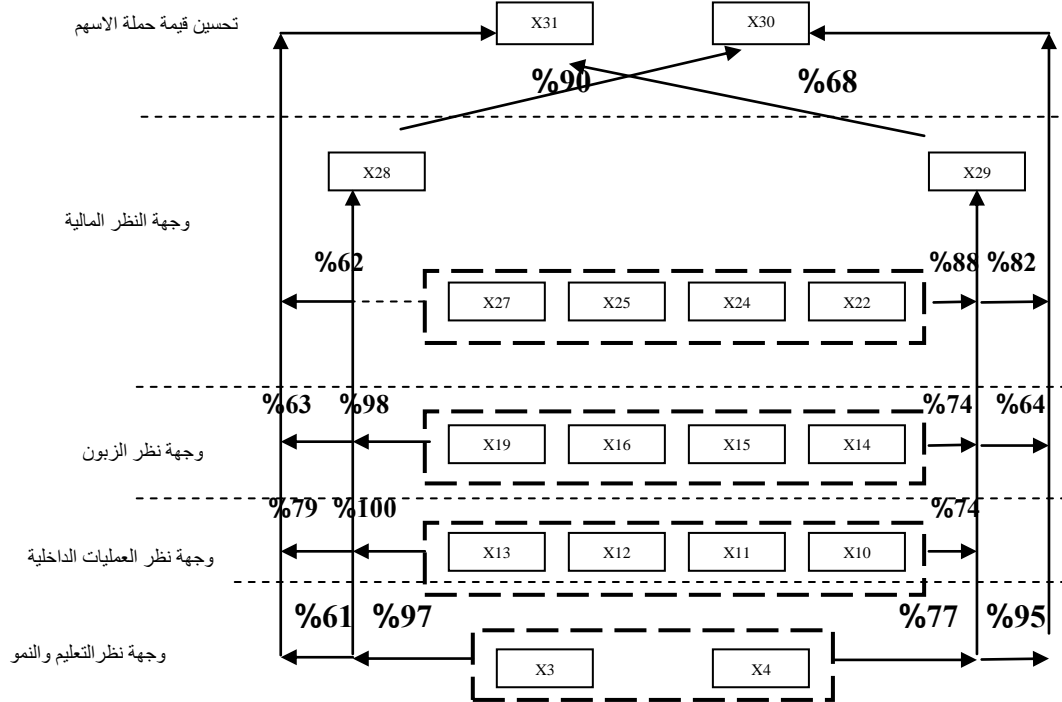 تحسين قيمة حملة الاسهم
X31 X30
%90 %68
X28 X29
وجهة النظر المالية
%62 %88 %82
X27 X25 X24 X22
%63 %98 %74 %64
X19 X16 X15 X14
وجهة نظر الزبون
%79 %100 %74
X13 X12 X11 X10
وجهة نظر العمليات الداخلية
%61 %97 %77 %95
X3 X4
وجهة نظرالتعليم والنمو